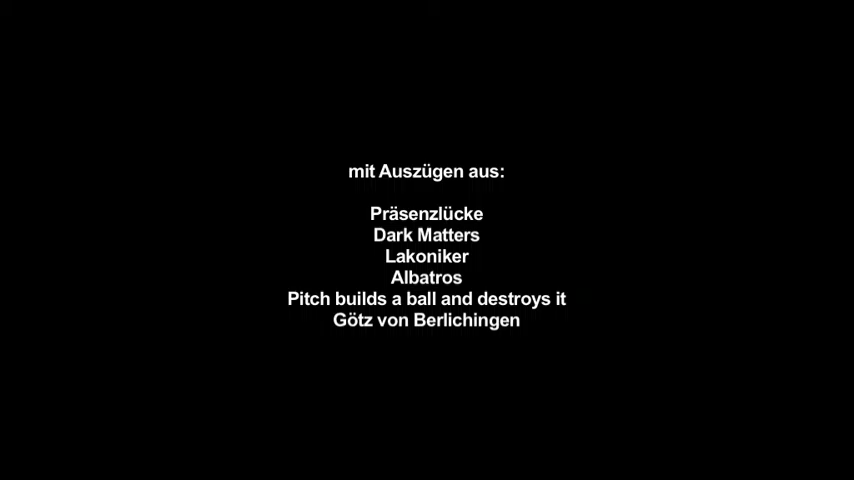 mit Auszügen aus:
Präsenzlücke
Dark Matters
Lakoniker
Albatros
Pitch builds a ball and destroys it
Götz von Berlichingen